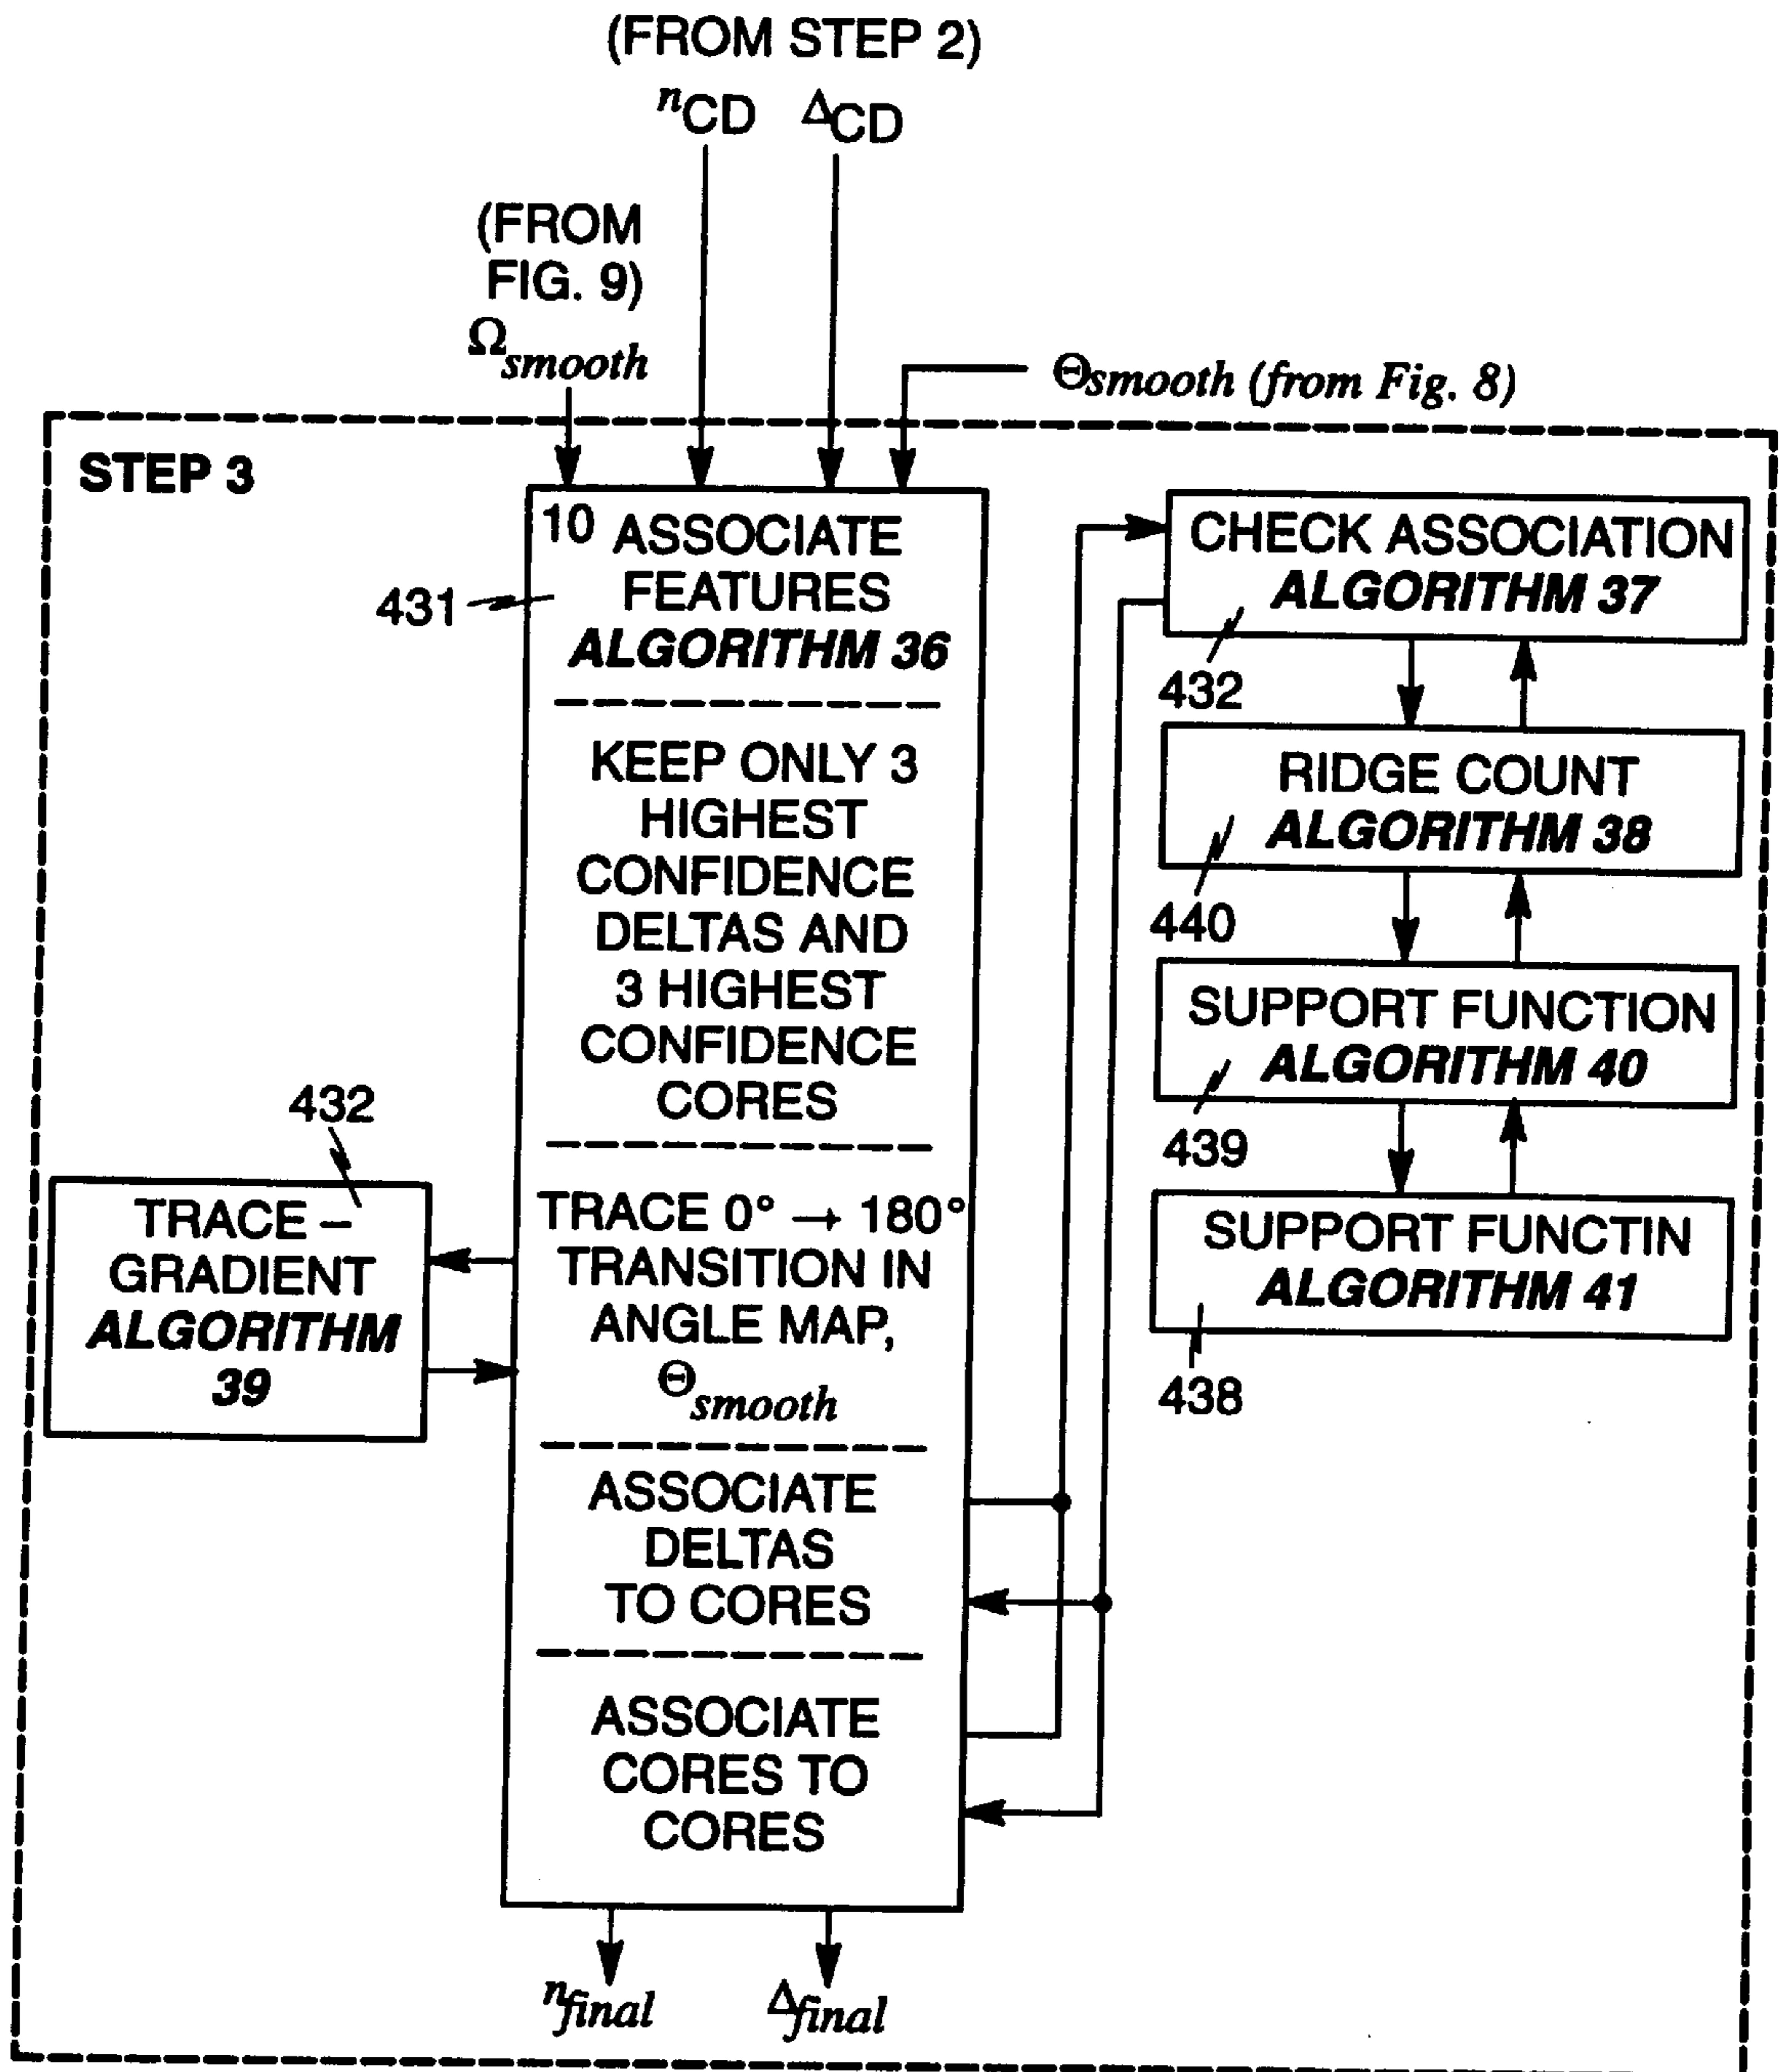 (FROM STEP 2)
nCD ΔCD
(FROM
FIG. 9)
Ωsmooth
Θsmooth (from Fig. 8)
STEP 3
10 ASSOCIATE
FEATURES
ALGORITHM 36
431
KEEP ONLY 3
HIGHEST
CONFIDENCE
DELTAS AND
3 HIGHEST
CONFIDENCE
CORES
TRACE 0° → 180°
TRANSITION IN
ANGLE MAP,
Θsmooth
ASSOCIATE
DELTAS
TO CORES
ASSOCIATE
CORES TO
CORES
432
TRACE –
GRADIENT
ALGORITHM
39
CHECK ASSOCIATION
ALGORITHM 37
432
RIDGE COUNT
ALGORITHM 38
440
SUPPORT FUNCTION
ALGORITHM 40
439
SUPPORT FUNCTIN
ALGORITHM 41
438
nfinal Δfinal